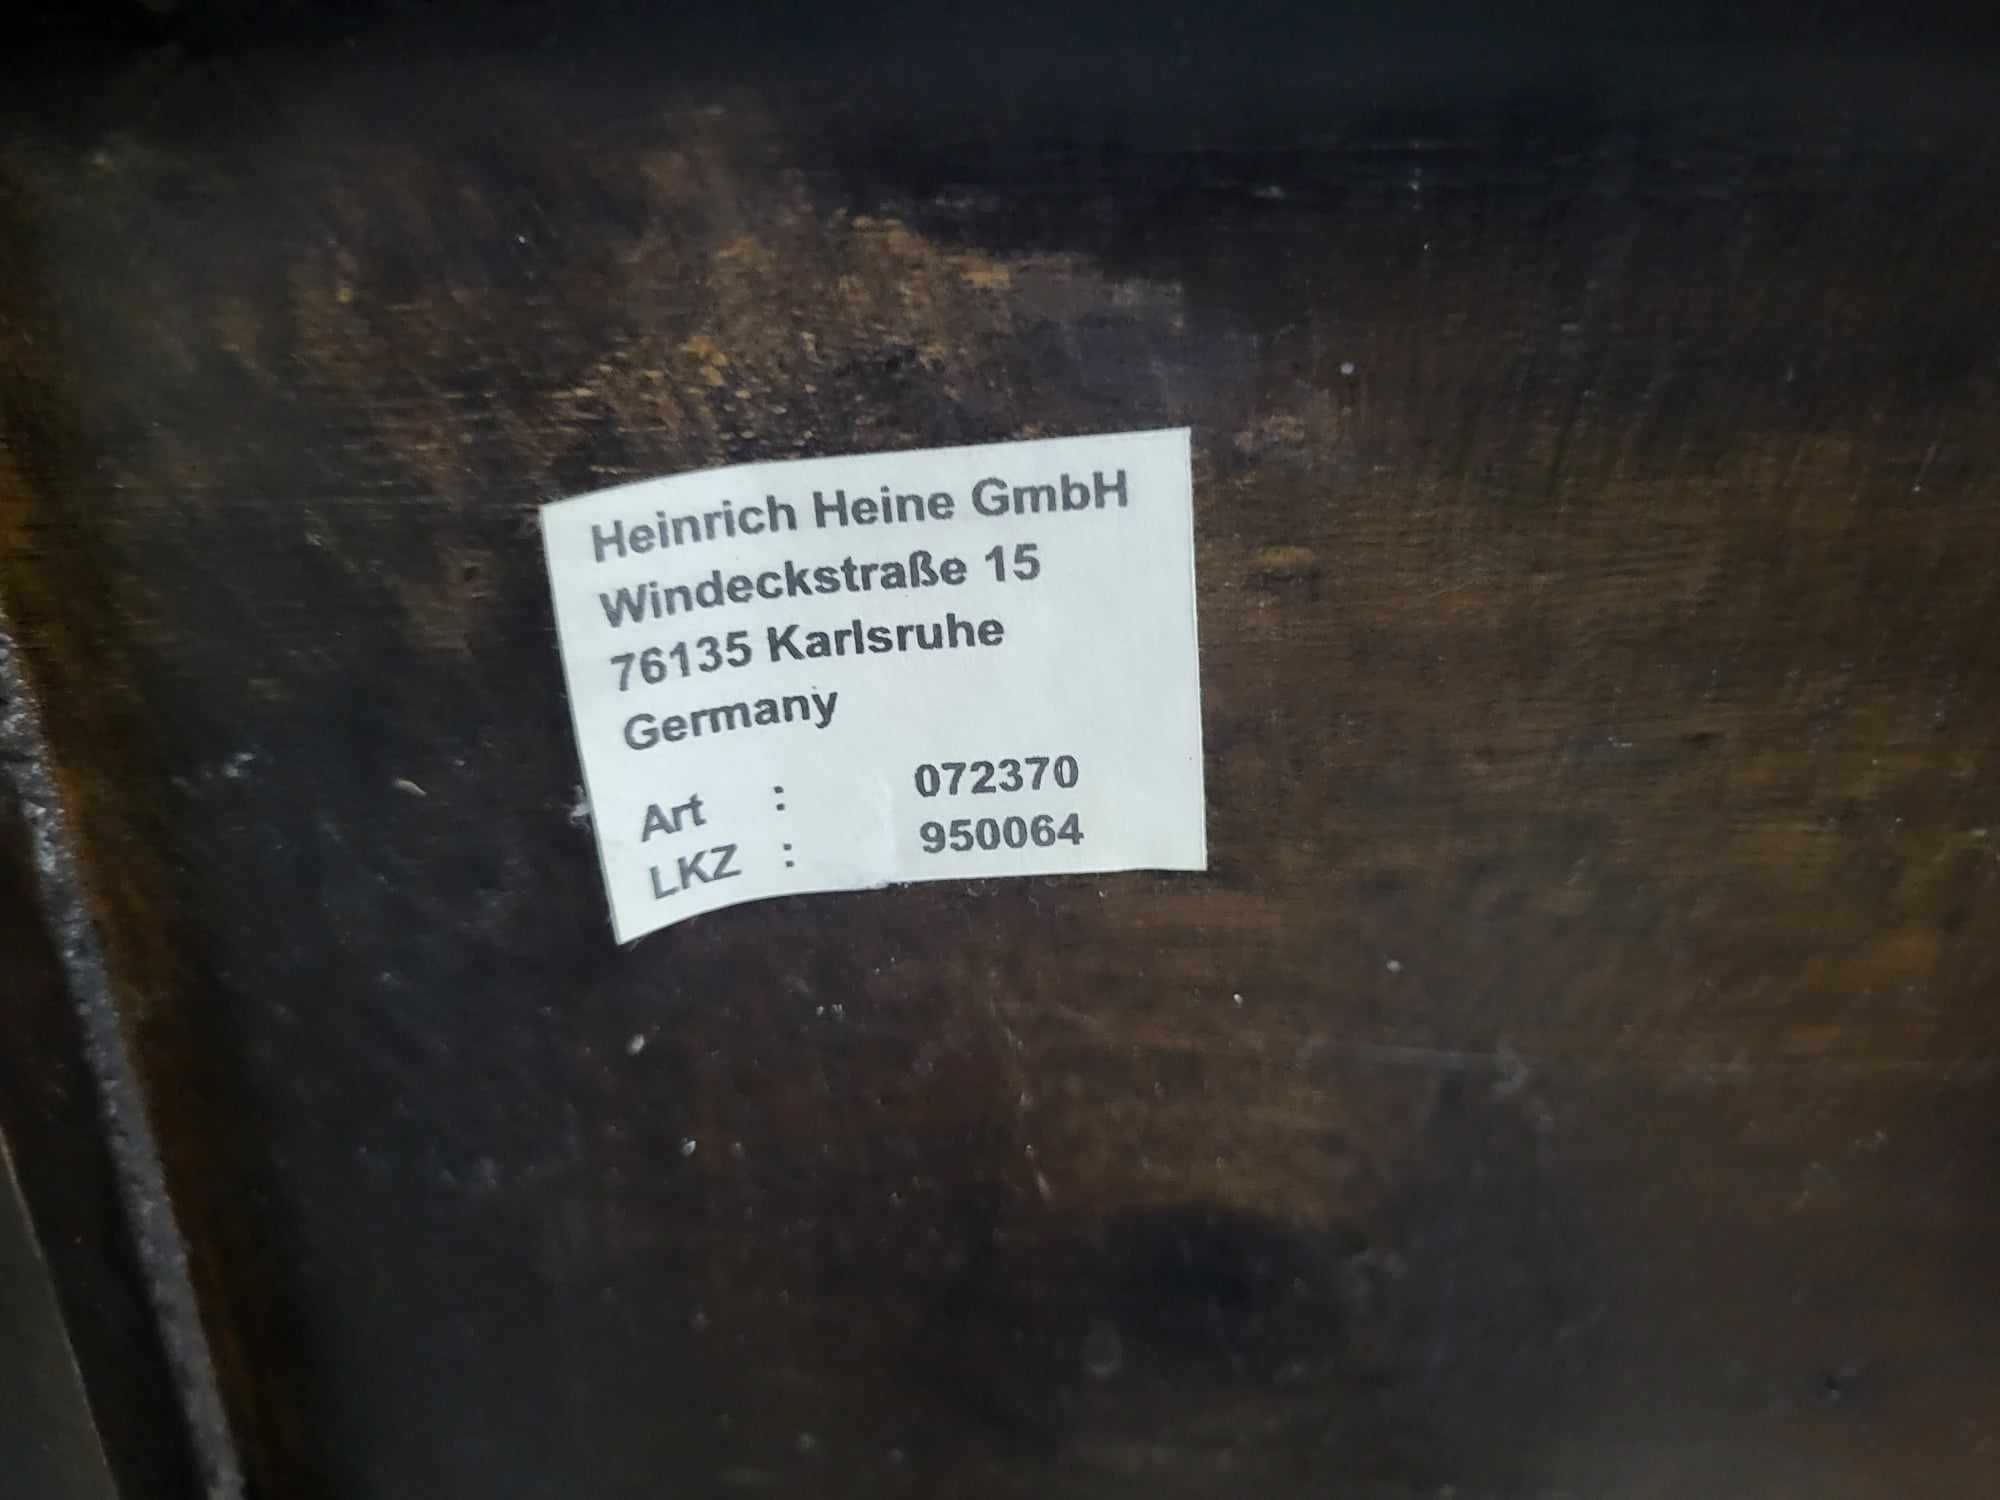 Heinrich Heine GmbH
Windeckstraße 15
76135 Karlsruhe
Germany
Art : 072370
LKZ : 950064